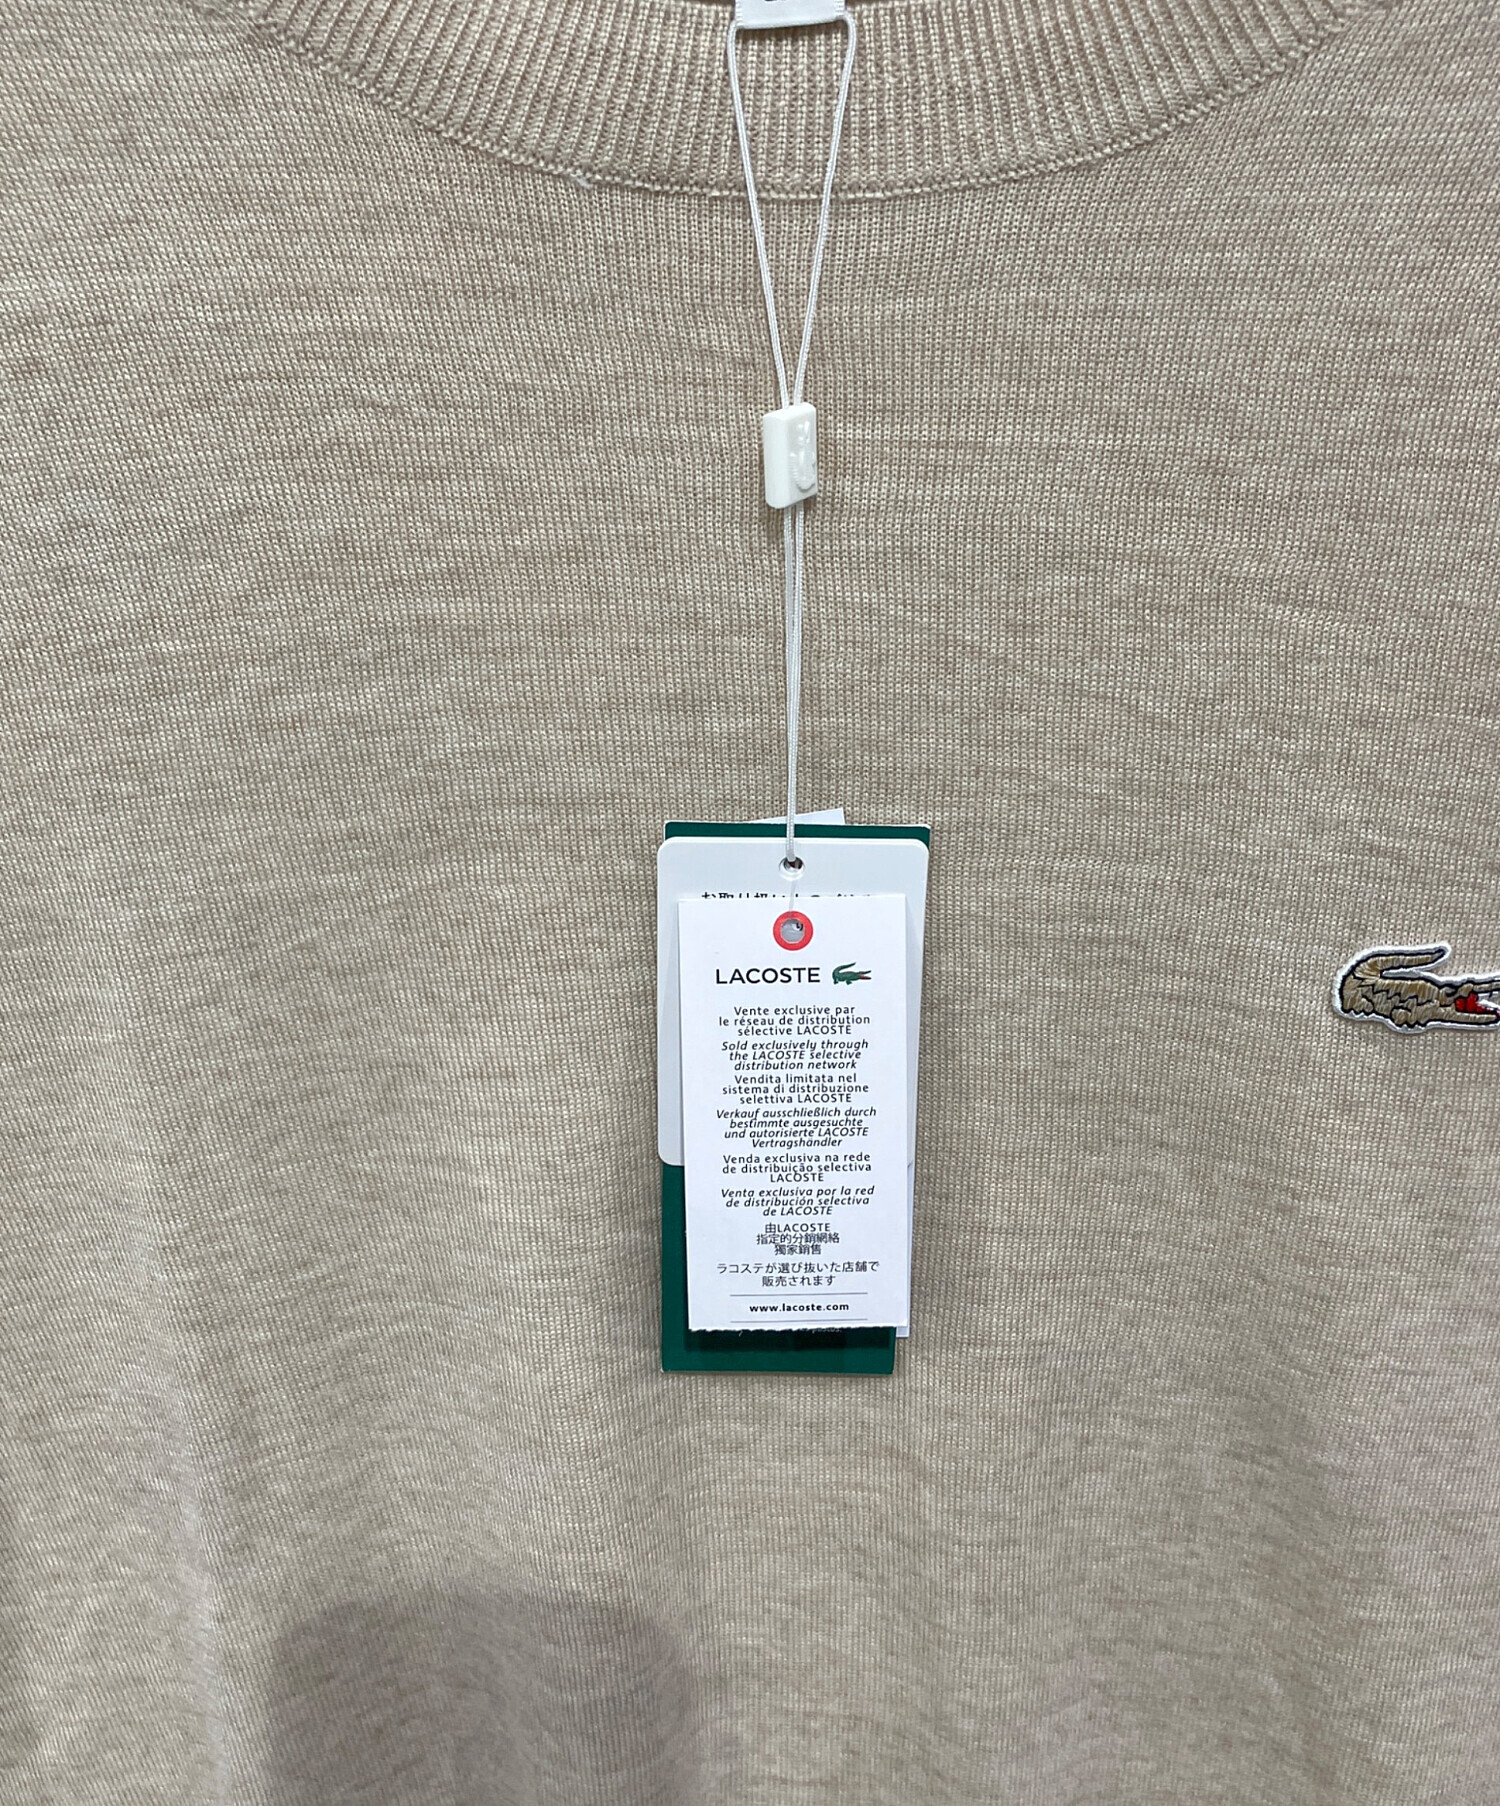 LACOSTE
Vente exclusive par
le réseau de distribution
sélective LACOSTE
Sold exclusively through
the LACOSTE selective
distribution network
Vendita limitata nel
sistema di distribuzione
selettiva LACOSTE
Verkauf ausschließlich durch
bestimmte ausgesuchte
und autorisierte LACOSTE
Vertragshändler
Venda exclusiva na rede
de distribuição selectiva
LACOSTE
Venta exclusiva por la red
de distribución selectiva
de LACOSTE
由LACOSTE
指定的分銷網絡
獨家銷售
ラコステが選び抜いた店舗で
販売されます
www.lacoste.com